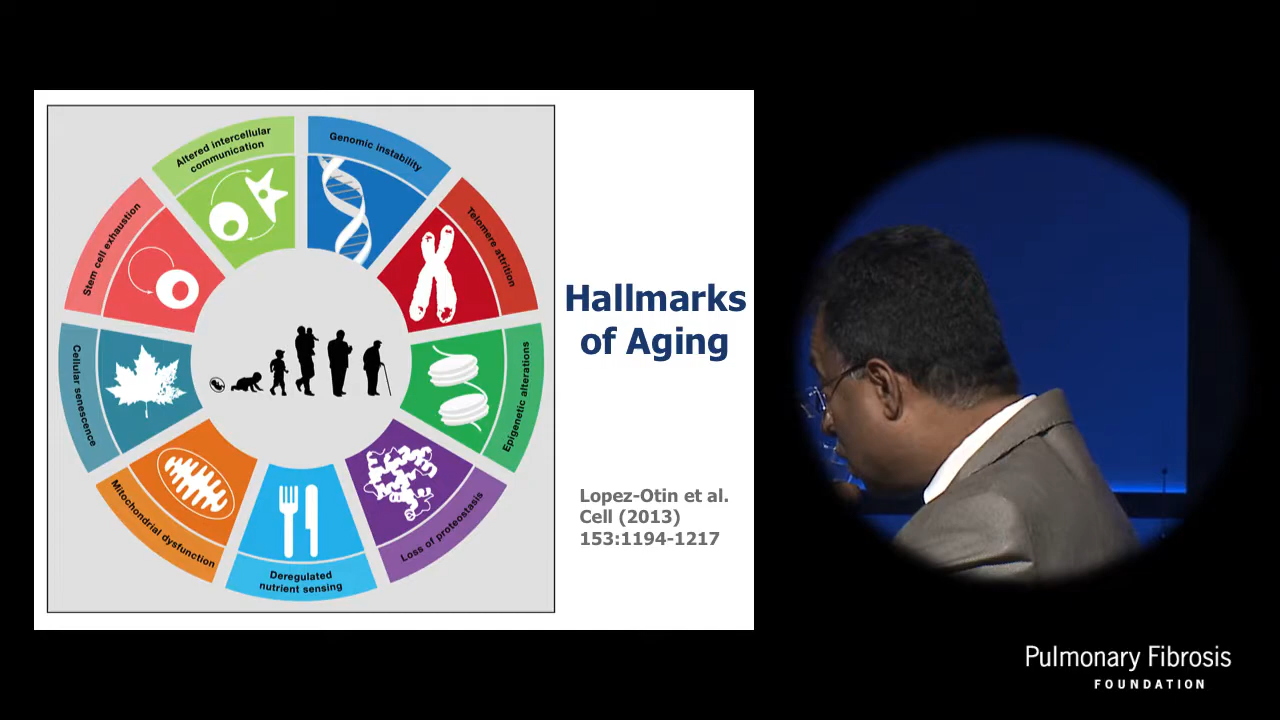 Altered intercellular
communication
Genomic instability
Telomere attrition
Epigenetic alterations
Loss of proteostasis
Deregulated
nutrient sensing
Mitochondrial dysfunction
Cellular senescence
Stem cell exhaustion
Hallmarks
of Aging
Lopez-Otin et al.
Cell (2013)
153:1194-1217
Pulmonary Fibrosis
FOUNDATION